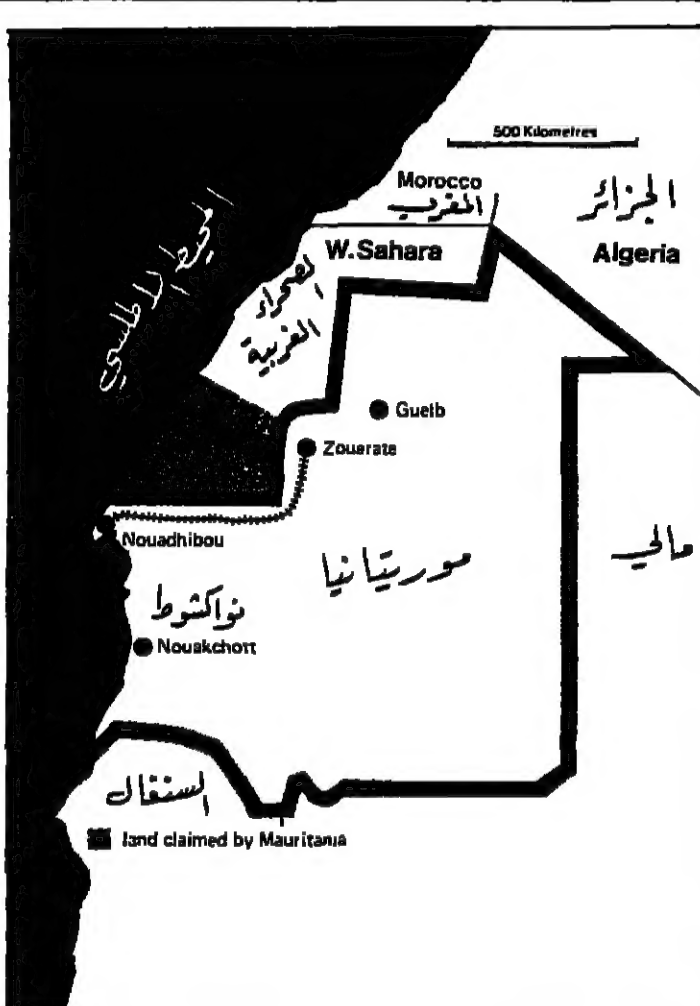 500 Kilometres
Morocco
المغرب
الجزائر
Algeria
W.Sahara
الصحراء
الغربية
المحيط الاطلسي
Guelb
Zouerate
Nouadhibou
موريتانيا
مالي
نواكشوط
Nouakchott
السنغال
land claimed by Mauritania